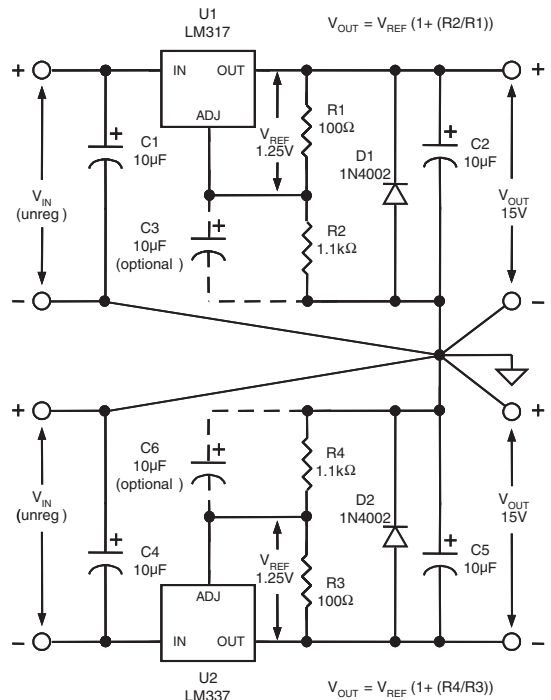 U1
LM317
V_OUT = V_REF (1+ (R2/R1))
+
IN
OUT
+
ADJ
+
C1
10µF
V_REF
1.25V
R1
100Ω
D1
1N4002
+
C2
10µF
V_IN
(unreg )
C3
10µF
(optional )
+
R2
1.1kΩ
V_OUT
15V
–
–
+
+
C6
10µF
(optional )
+
R4
1.1kΩ
V_IN
(unreg )
D2
1N4002
V_OUT
15V
+
C4
10µF
V_REF
1.25V
R3
100Ω
+
C5
10µF
ADJ
–
IN
OUT
–
U2
LM337
V_OUT = V_REF (1+ (R4/R3))